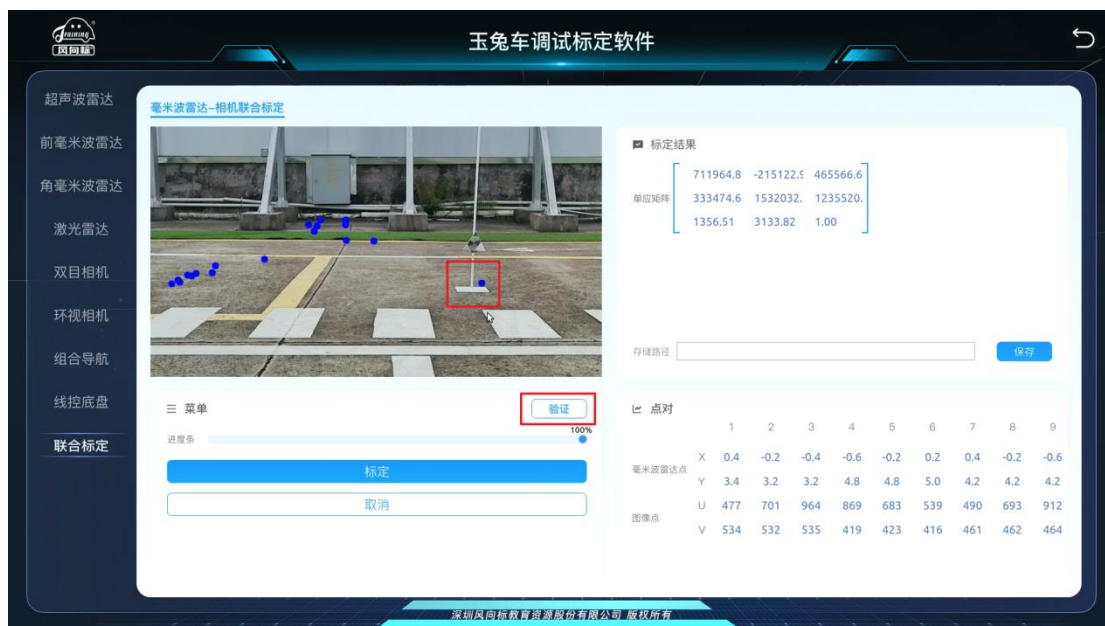 Fxining
风向标
玉兔车调试标定软件
超声波雷达
前毫米波雷达
角毫米波雷达
激光雷达
双目相机
环视相机
组合导航
线控底盘
联合标定
毫米波雷达-相机联合标定
标定结果
单应矩阵
711964.8 -215122.9 465566.6
333474.6 1532032. 1235520.
1356.51 3133.82 1.00
存储路径
保存
菜单
验证
进度条
100%
标定
取消
点对
1 2 3 4 5 6 7 8 9
毫米波雷达点
X 0.4 -0.2 -0.4 -0.6 -0.2 0.2 0.4 -0.2 -0.6
Y 3.4 3.2 3.2 4.8 4.8 5.0 4.2 4.2 4.2
图像点
U 477 701 964 869 683 539 490 693 912
V 534 532 535 419 423 416 461 462 464
深圳风向标教育资源股份有限公司 版权所有